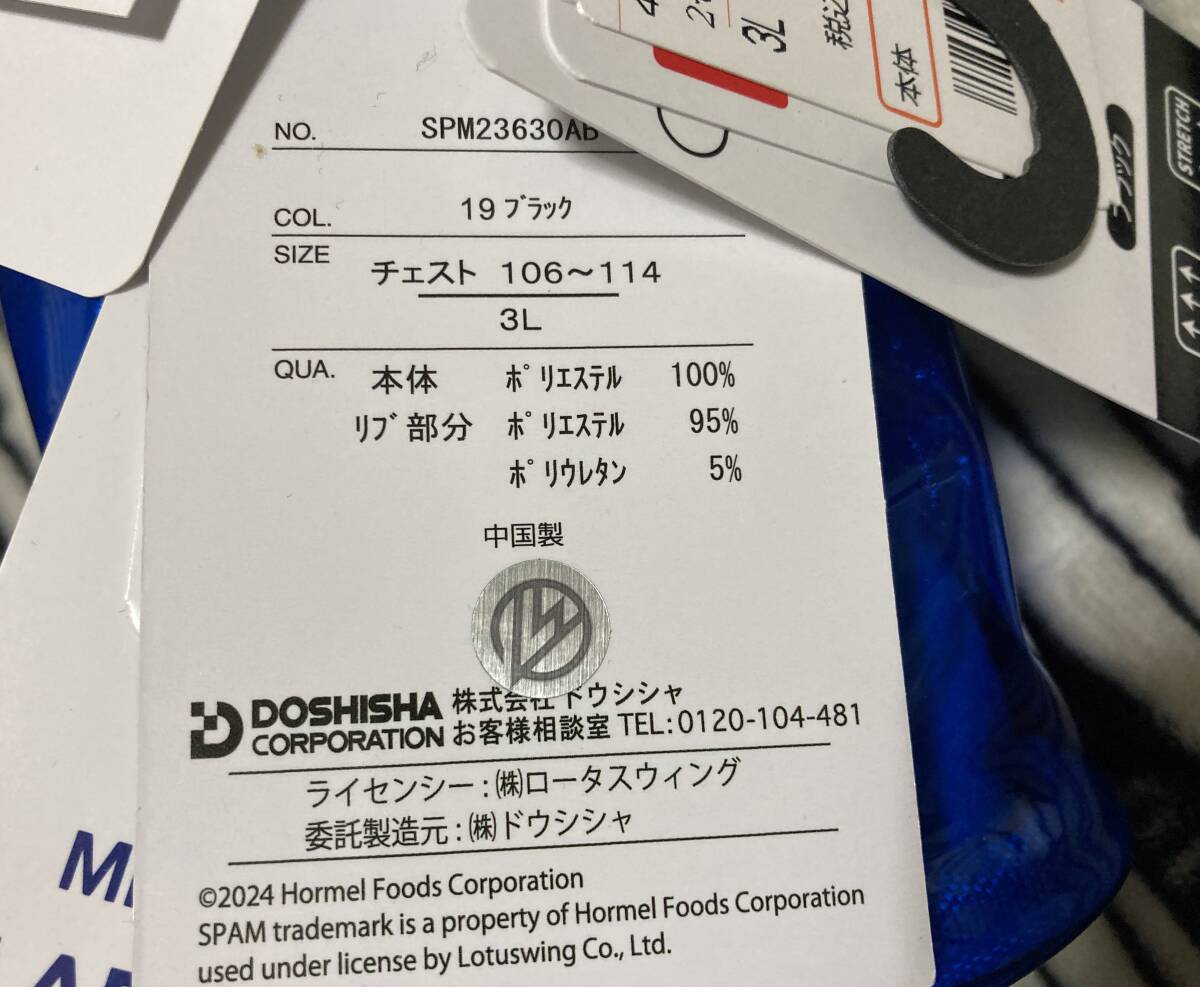 NO. SPM23630AB
COL. 19 ブラック
SIZE チェスト 106～114
3L
QUA. 本体 ポリエステル 100%
リブ部分 ポリエステル 95%
ポリウレタン 5%
中国製
DOSHISHA CORPORATION
株式会社 ドウシシャ
お客様相談室 TEL:0120-104-481
ライセンシー:㈱ロータスウィング
委託製造元:㈱ドウシシャ
©2024 Hormel Foods Corporation
SPAM trademark is a property of Hormel Foods Corporation
used under license by Lotuswing Co., Ltd.
3L
税込
本体
STRETCH